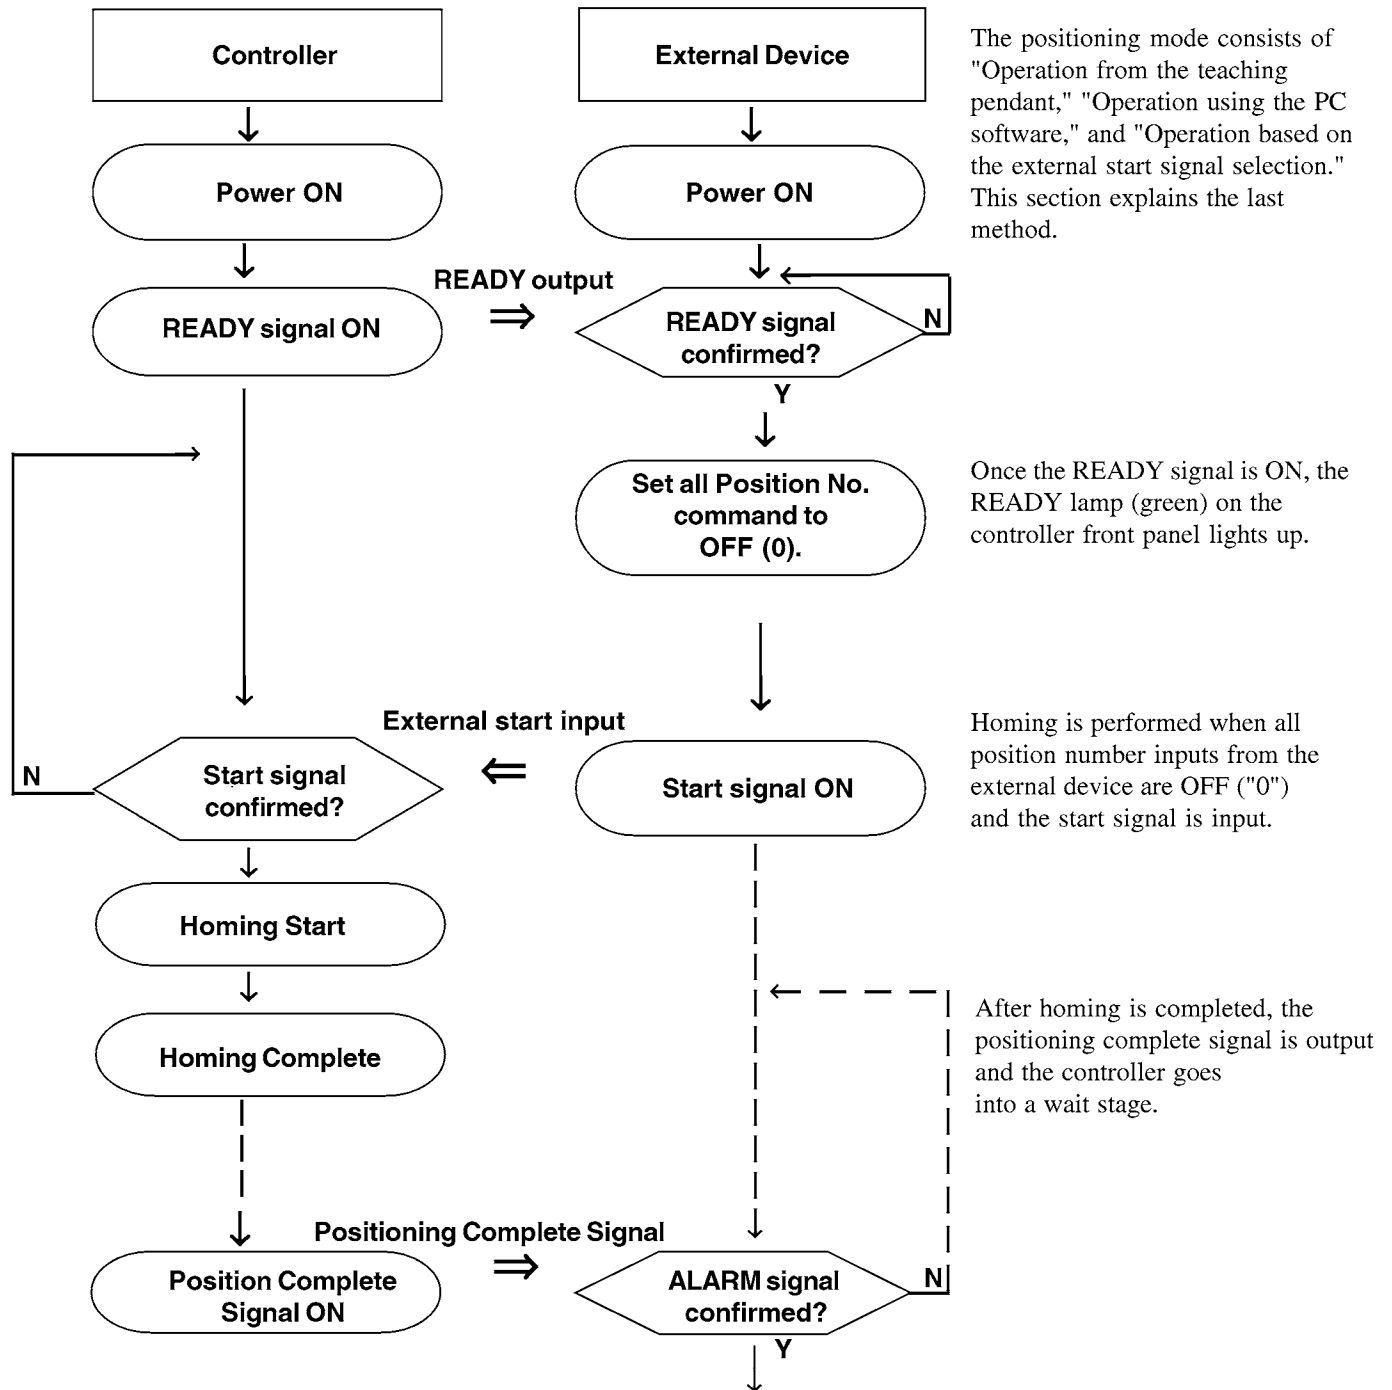 Controller
External Device
The positioning mode consists of
"Operation from the teaching
pendant," "Operation using the PC
software," and "Operation based on
the external start signal selection."
This section explains the last
method.
Power ON
Power ON
READY output
READY signal ON
READY signal
confirmed?
N
Y
Set all Position No.
command to
OFF (0).
Once the READY signal is ON, the
READY lamp (green) on the
controller front panel lights up.
External start input
Homing is performed when all
position number inputs from the
external device are OFF ("0")
and the start signal is input.
N
Start signal
confirmed?
Start signal ON
Homing Start
Homing Complete
After homing is completed, the
positioning complete signal is output
and the controller goes
into a wait stage.
Positioning Complete Signal
Position Complete
Signal ON
ALARM signal
confirmed?
N
Y